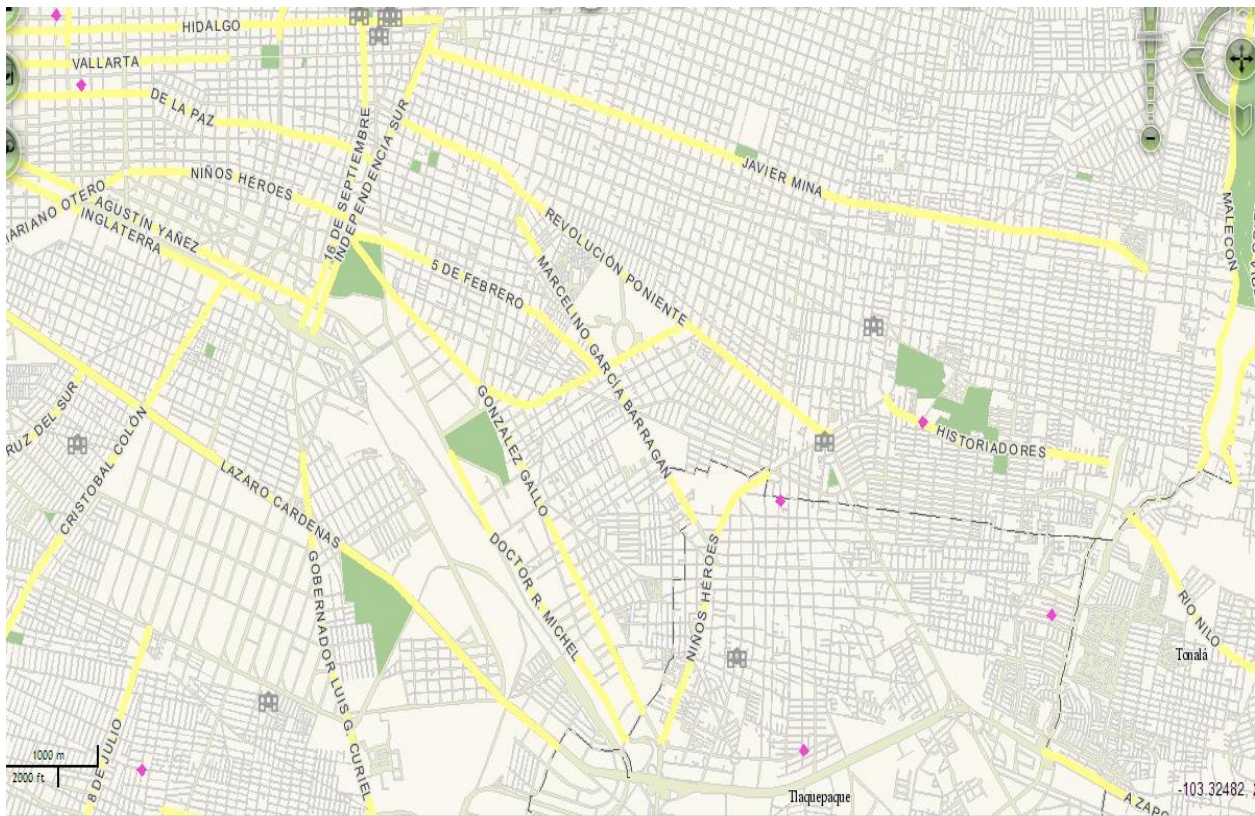 HIDALGO
VALLARTA
DE LA PAZ
NIÑOS HÉROES
16 DE SEPTIEMBRE
INDEPENDENCIA SUR
JAVIER MINA
MALECON
MARIANO OTERO
AGUSTÍN YAÑEZ
INGLATERRA
5 DE FEBRERO
REVOLUCIÓN PONIENTE
MARCELINO GARCÍA BARRAGAN
CRUZ DEL SUR
CRISTOBAL COLÓN
LAZARO CARDENAS
GONZALEZ GALLO
HISTORIADORES
GOBERNADOR LUIS G. CURIEL
DOCTOR R. MICHEL
NIÑOS HÉROES
RIO NILO
Tonalá
8 DE JULIO
1000 m
2000 ft
Tlaquepaque
A ZAPO
-103.32482,